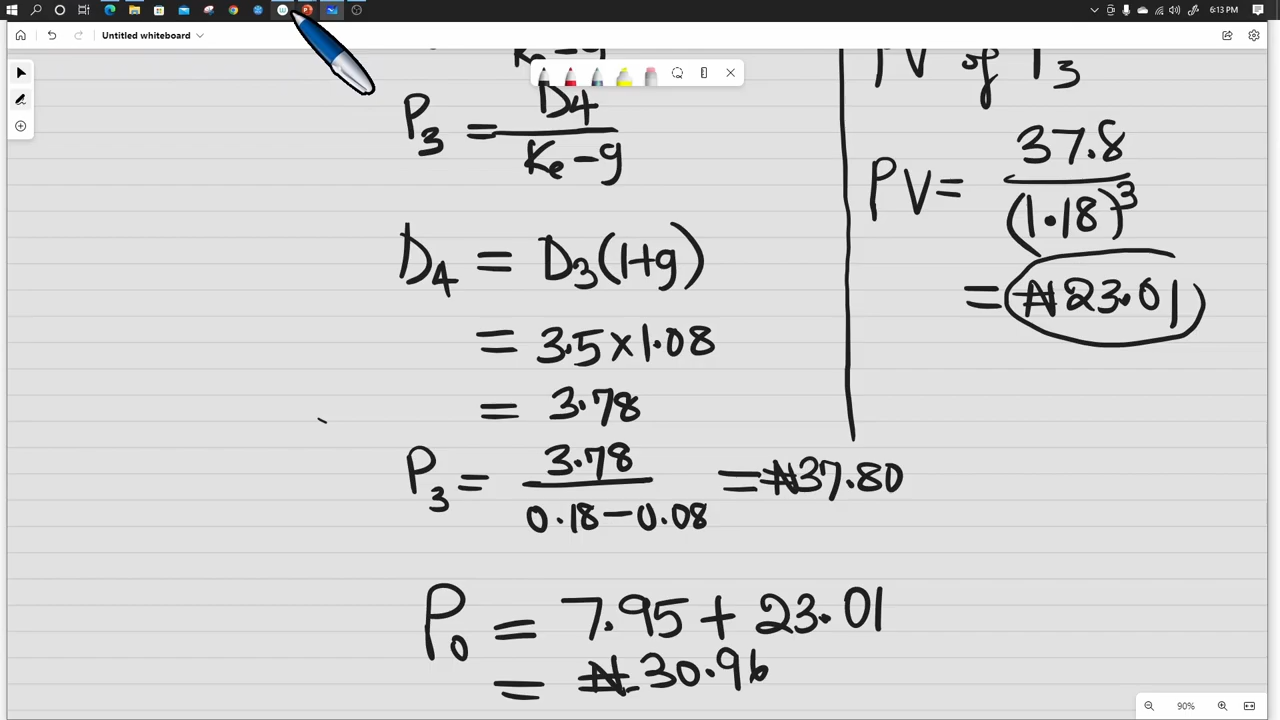 6:13 PM
Untitled whiteboard
Ke-g
P3 = D4 / Ke-g
D4 = D3(1+g)
= 3.5×1.08
= 3.78
P3 = 3.78 / 0.18-0.08 = ₦37.80
P0 = 7.95 + 23.01
= ₦30.96
PV of P3
PV= 37.8 / (1.18)^3
= ₦23.01
90%